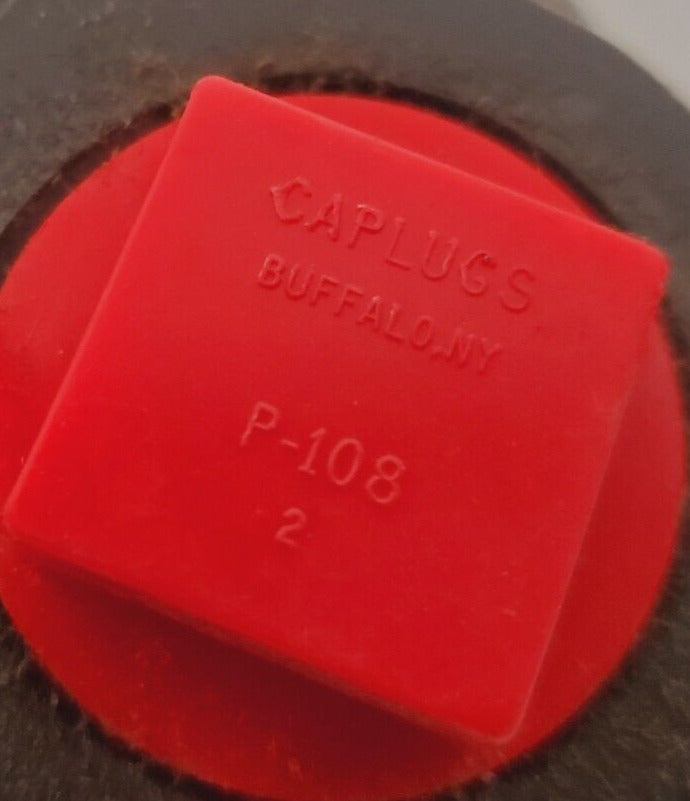 CAPLUGS
BUFFALO,NY
P-108
2